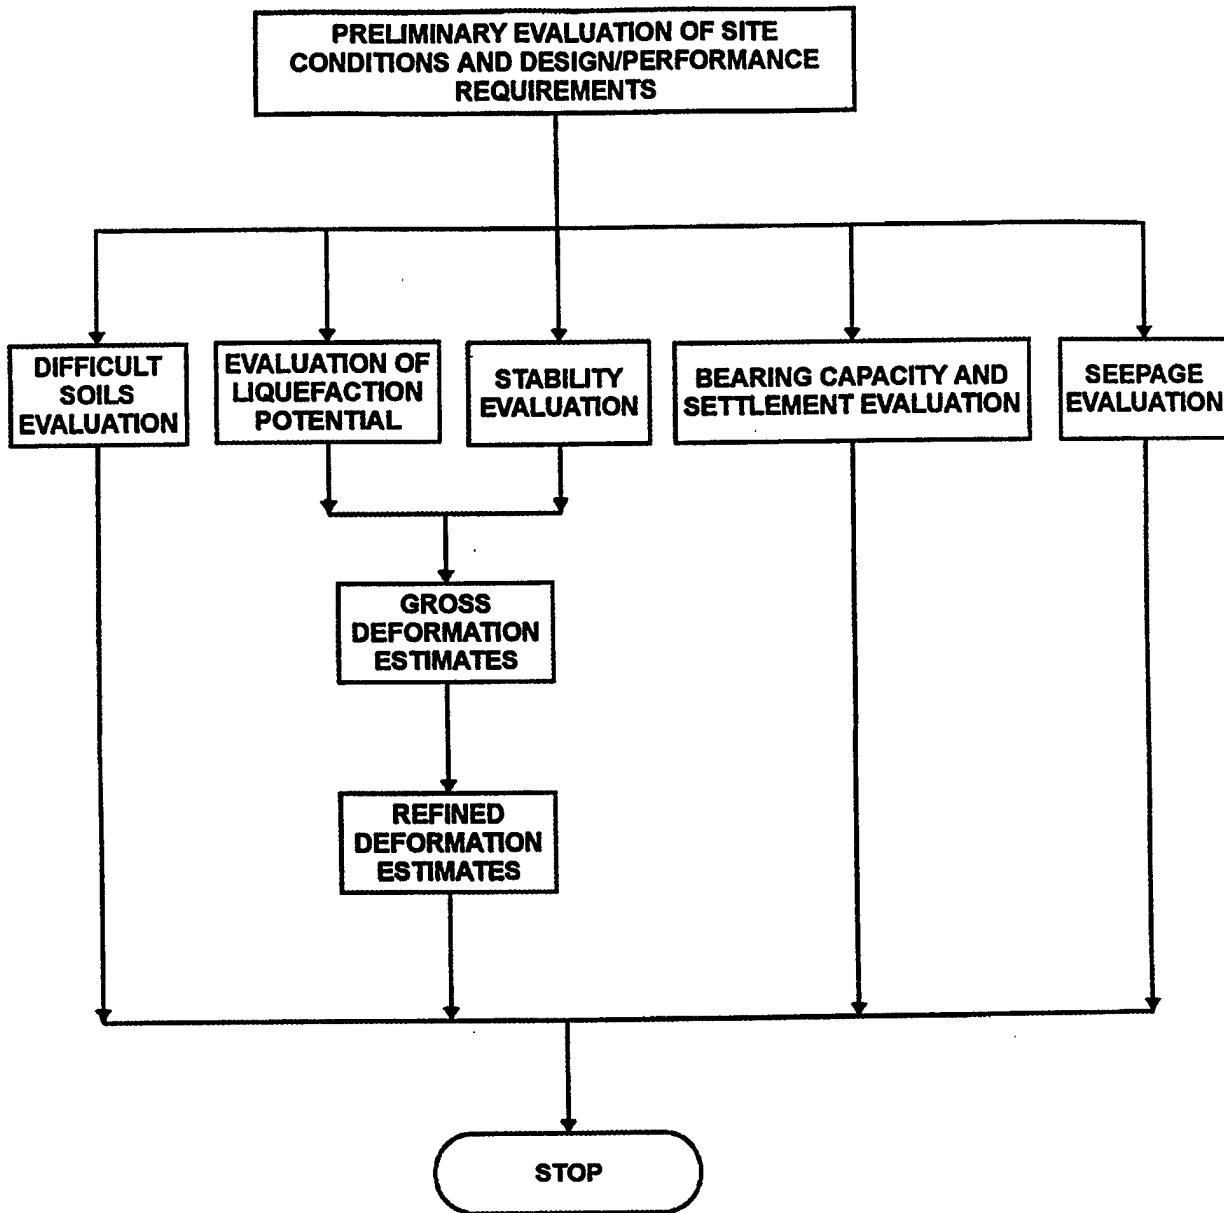 PRELIMINARY EVALUATION OF SITE
CONDITIONS AND DESIGN/PERFORMANCE
REQUIREMENTS
DIFFICULT
SOILS
EVALUATION
EVALUATION OF
LIQUEFACTION
POTENTIAL
STABILITY
EVALUATION
BEARING CAPACITY AND
SETTLEMENT EVALUATION
SEEPAGE
EVALUATION
GROSS
DEFORMATION
ESTIMATES
REFINED
DEFORMATION
ESTIMATES
STOP